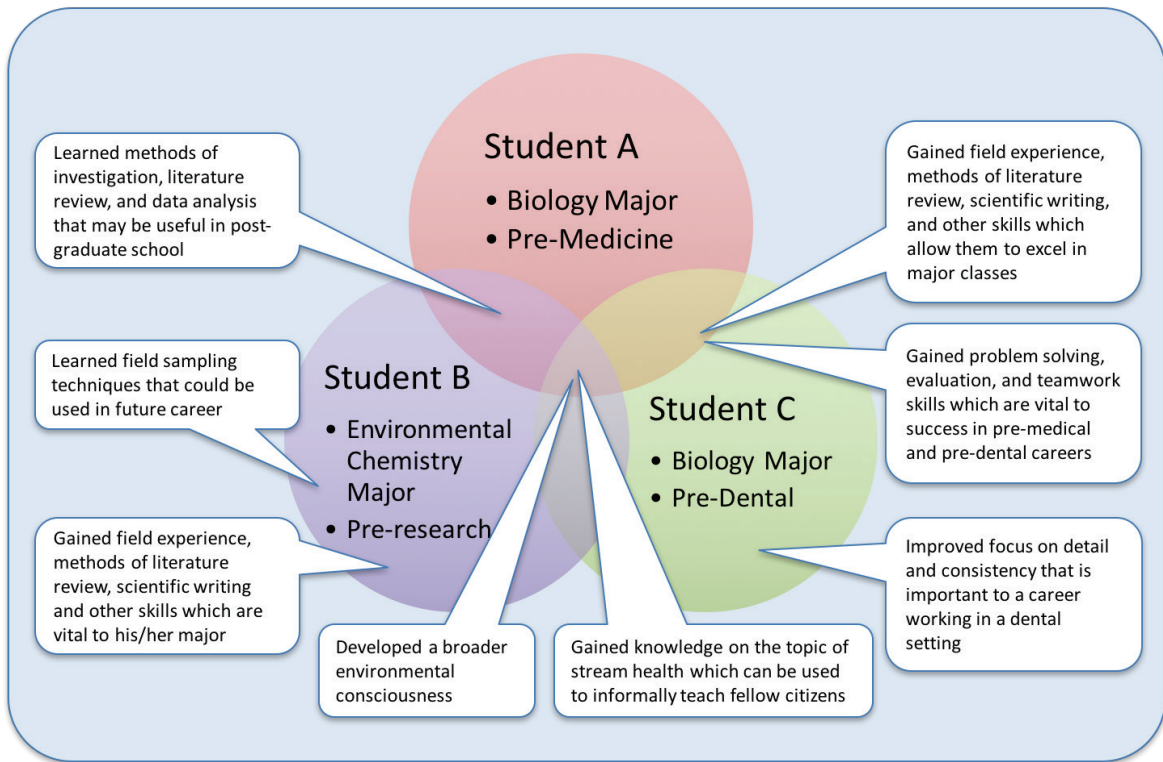 Student A
• Biology Major
• Pre-Medicine
Learned methods of
investigation, literature
review, and data analysis
that may be useful in post-
graduate school
Gained field experience,
methods of literature
review, scientific writing,
and other skills which
allow them to excel in
major classes
Learned field sampling
techniques that could be
used in future career
Student B
• Environmental
Chemistry
Major
• Pre-research
Student C
• Biology Major
• Pre-Dental
Gained problem solving,
evaluation, and teamwork
skills which are vital to
success in pre-medical
and pre-dental careers
Gained field experience,
methods of literature
review, scientific writing
and other skills which are
vital to his/her major
Developed a broader
environmental
consciousness
Gained knowledge on the topic of
stream health which can be used
to informally teach fellow citizens
Improved focus on detail
and consistency that is
important to a career
working in a dental
setting